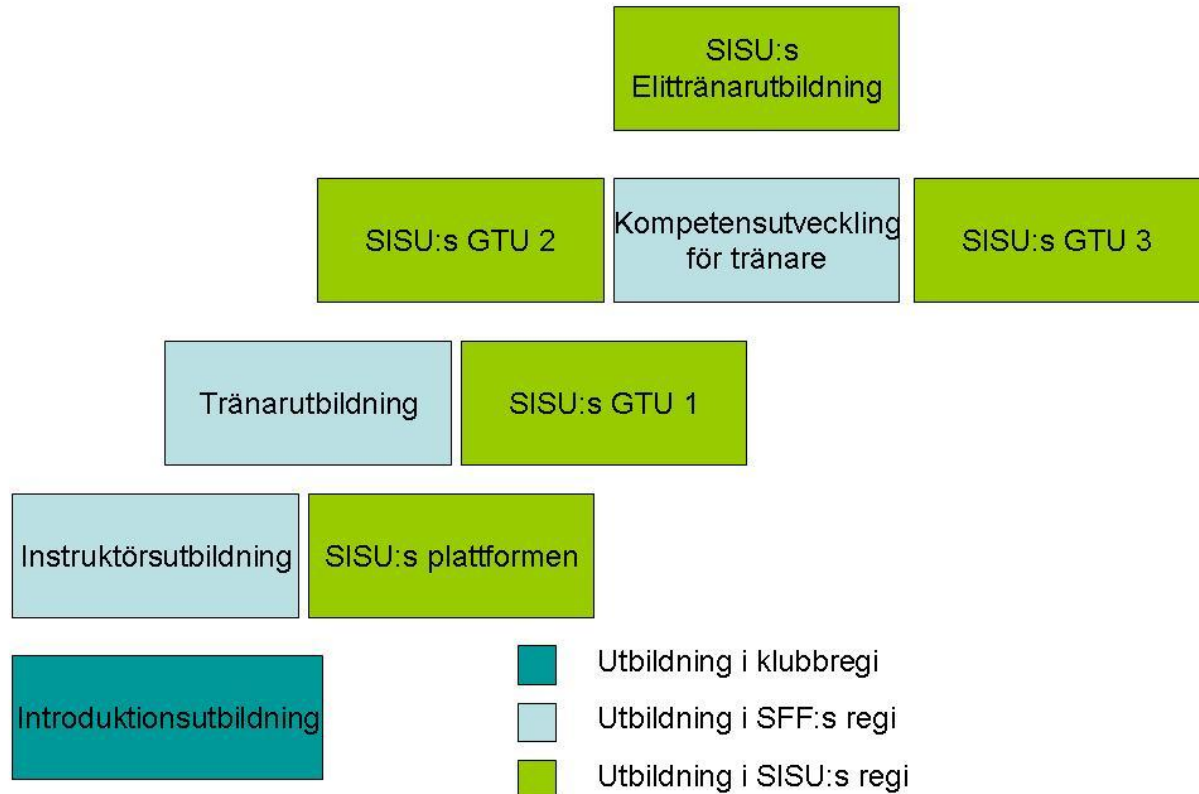 SISU:s
Elittränarutbildning
SISU:s GTU 2
Kompetensutveckling
för tränare
SISU:s GTU 3
Tränarutbildning
SISU:s GTU 1
Instruktörsutbildning
SISU:s plattformen
Introduktionsutbildning
Utbildning i klubbregi
Utbildning i SFF:s regi
Utbildning i SISU:s regi